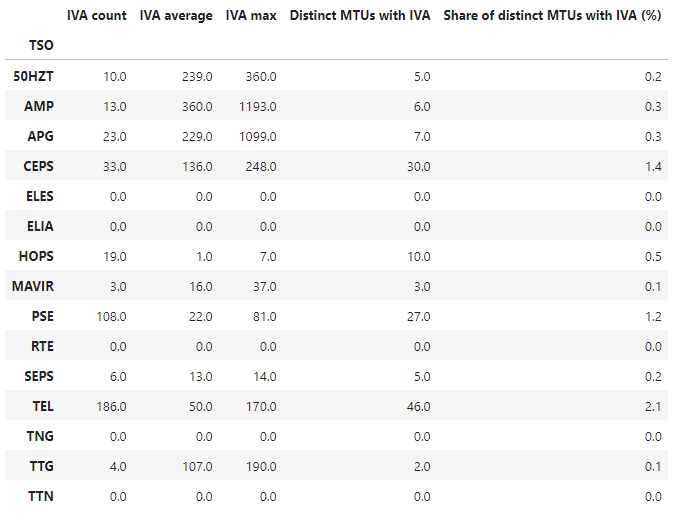 IVA count IVA average IVA max Distinct MTUs with IVA Share of distinct MTUs with IVA (%)
TSO
50HZT 10.0 239.0 360.0 5.0 0.2
AMP 13.0 360.0 1193.0 6.0 0.3
APG 23.0 229.0 1099.0 7.0 0.3
CEPS 33.0 136.0 248.0 30.0 1.4
ELES 0.0 0.0 0.0 0.0 0.0
ELIA 0.0 0.0 0.0 0.0 0.0
HOPS 19.0 1.0 7.0 10.0 0.5
MAVIR 3.0 16.0 37.0 3.0 0.1
PSE 108.0 22.0 81.0 27.0 1.2
RTE 0.0 0.0 0.0 0.0 0.0
SEPS 6.0 13.0 14.0 5.0 0.2
TEL 186.0 50.0 170.0 46.0 2.1
TNG 0.0 0.0 0.0 0.0 0.0
TTG 4.0 107.0 190.0 2.0 0.1
TTN 0.0 0.0 0.0 0.0 0.0